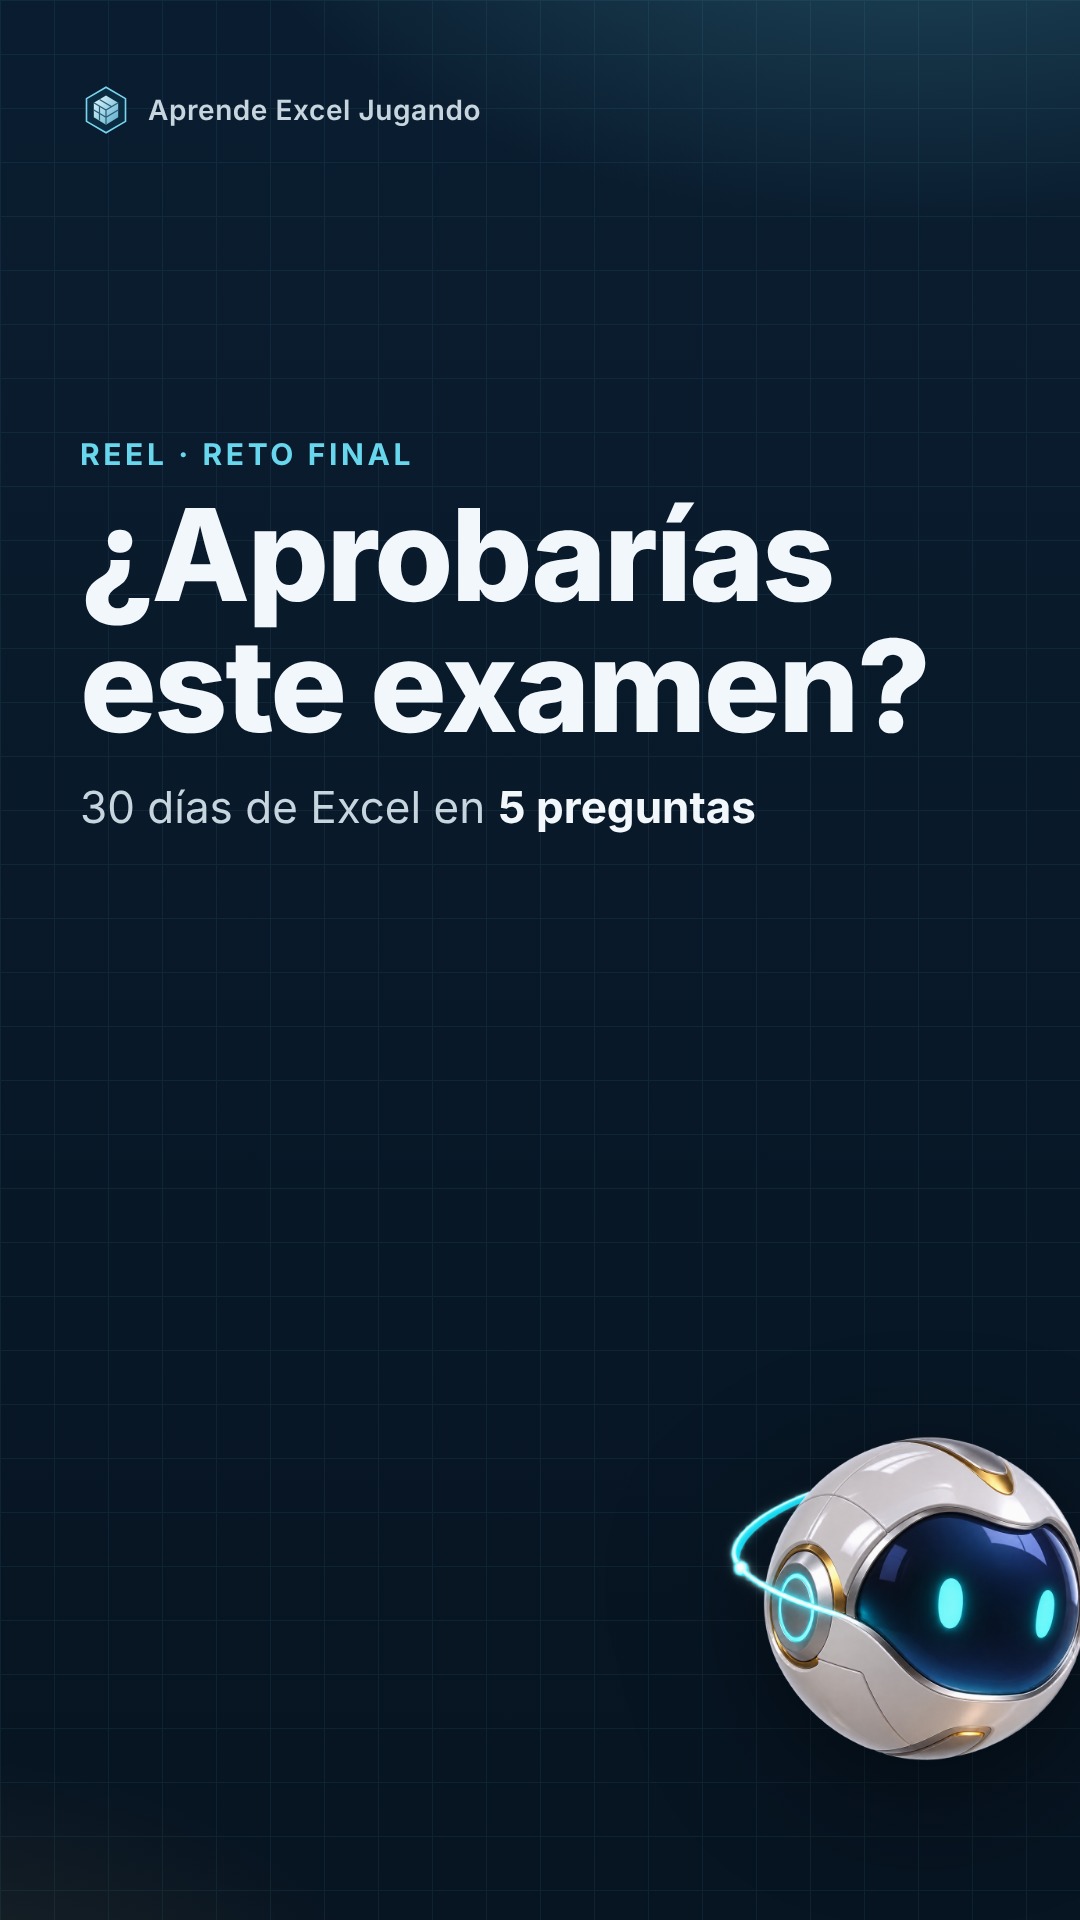 Aprende Excel Jugando
REEL · RETO FINAL
¿Aprobarías
este examen?
30 días de Excel en 5 preguntas